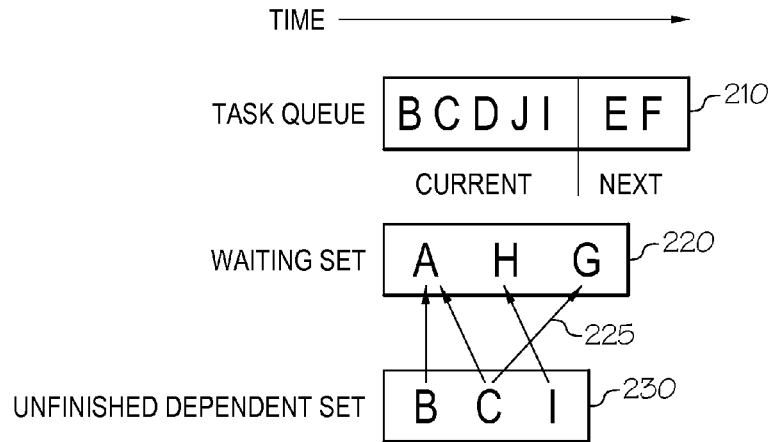 TIME
TASK QUEUE B C D J I E F 210
CURRENT NEXT
WAITING SET A H G 220
225
UNFINISHED DEPENDENT SET B C I 230